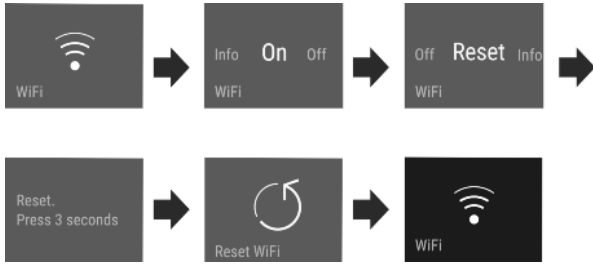 WiFi
Info On Off
WiFi
Off Reset Info
WiFi
Reset.
Press 3 seconds
Reset WiFi
WiFi